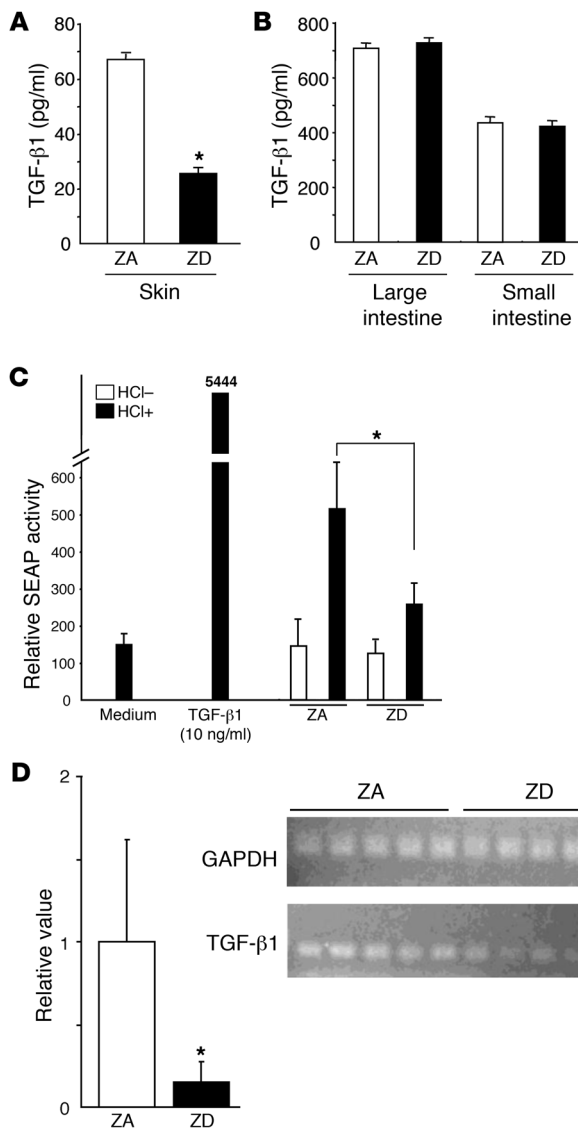 A
TGF-β1 (pg/ml)
80
60
40
20
0
*
ZA
ZD
Skin
B
TGF-β1 (pg/ml)
800
600
400
200
0
ZA
ZD
ZA
ZD
Large
intestine
Small
intestine
C
HCl–
HCl+
5444
*
Relative SEAP activity
600
500
400
300
200
100
0
Medium
TGF-β1
(10 ng/ml)
ZA
ZD
D
Relative value
2
1
0
*
ZA
ZD
ZA
ZD
GAPDH
TGF-β1